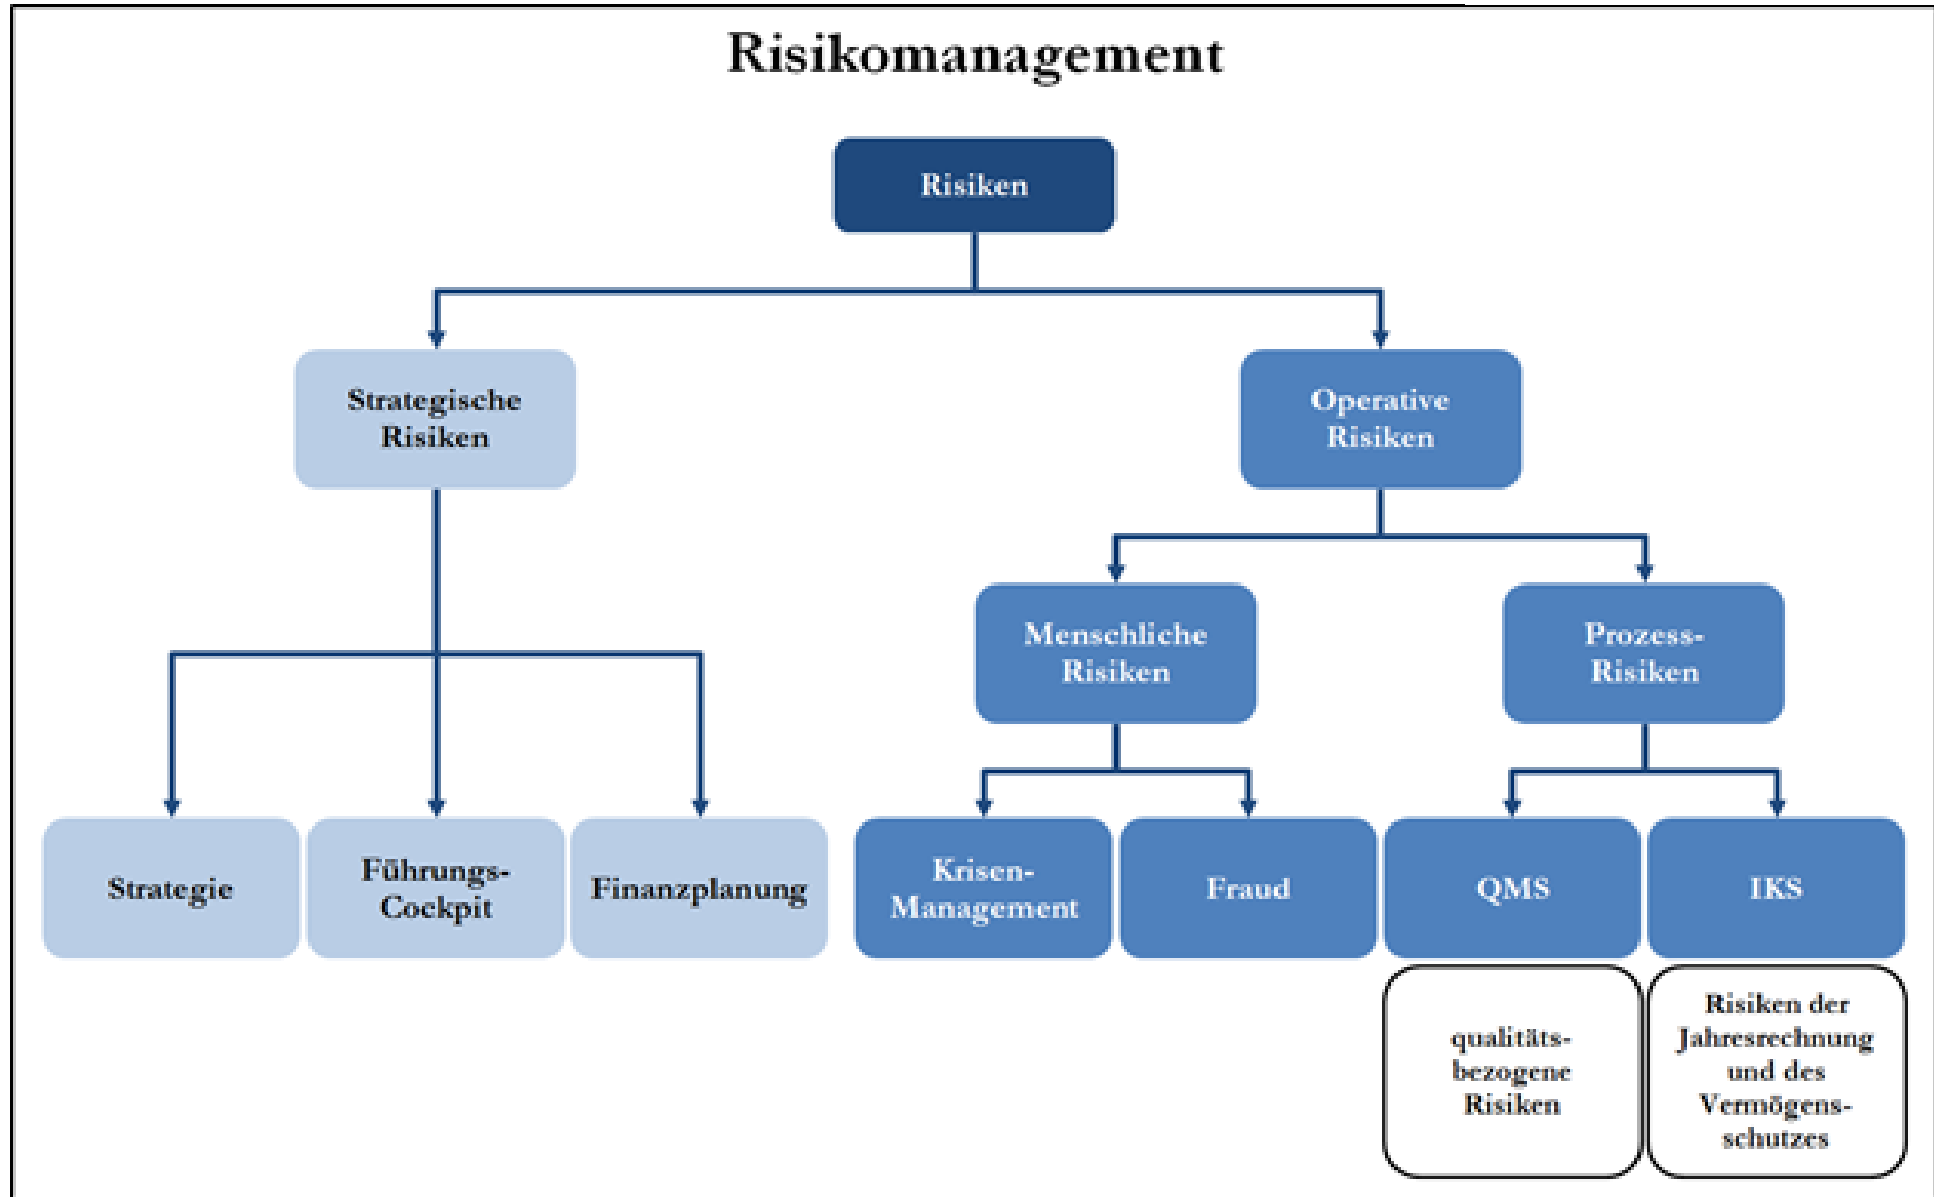 Risikomanagement
Risiken
Strategische
Risiken
Operative
Risiken
Menschliche
Risiken
Prozess-
Risiken
Strategie
Führungs-
Cockpit
Finanzplanung
Krisen-
Management
Fraud
QMS
IKS
qualitäts-
bezogene
Risiken
Risiken der
Jahresrechnung
und des
Vermögens-
schutzes